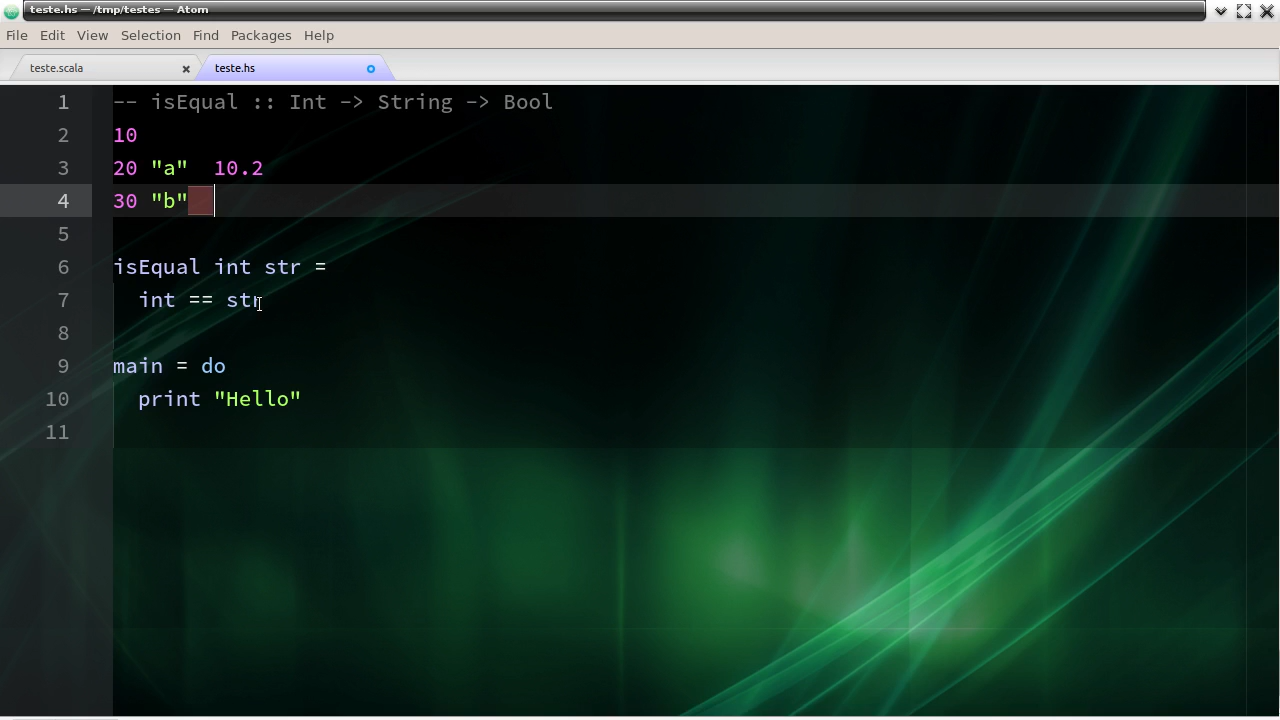 teste.hs — /tmp/testes — Atom
File Edit View Selection Find Packages Help
teste.scala teste.hs
1 -- isEqual :: Int -> String -> Bool
2 10
3 20 "a"  10.2
4 30 "b"
5
6 isEqual int str =
7   int == str
8
9 main = do
10   print "Hello"
11